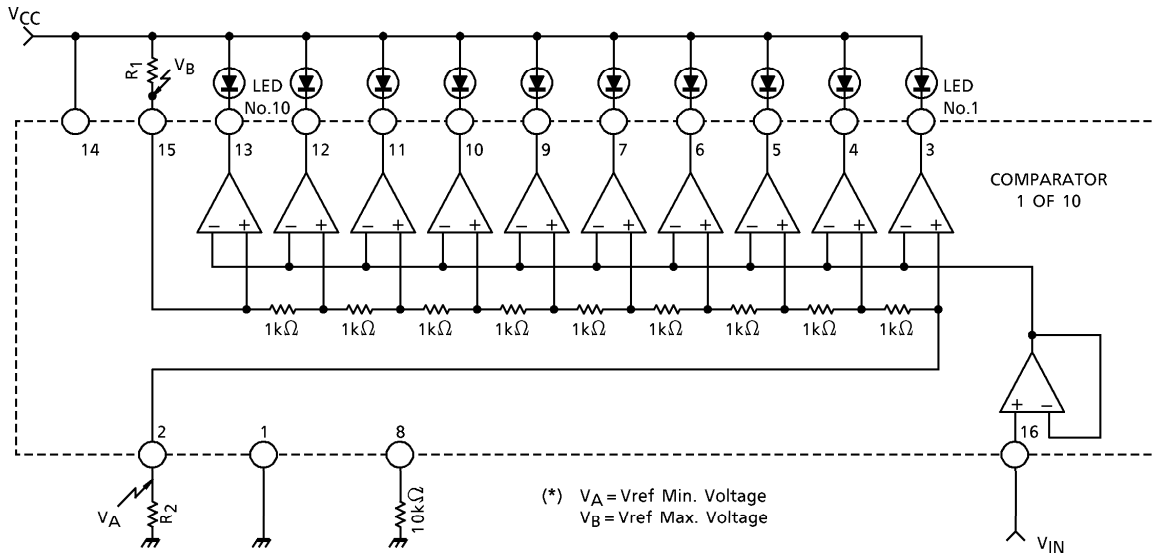 VCC
R1
VB
LED
No.10
LED
No.1
14
15
13
12
11
10
9
7
6
5
4
3
COMPARATOR
1 OF 10
− +
− +
− +
− +
− +
− +
− +
− +
− +
− +
1kΩ
1kΩ
1kΩ
1kΩ
1kΩ
1kΩ
1kΩ
1kΩ
1kΩ
+ −
2
1
8
16
VA
R2
10kΩ
(*) VA = Vref Min. Voltage
VB = Vref Max. Voltage
VIN